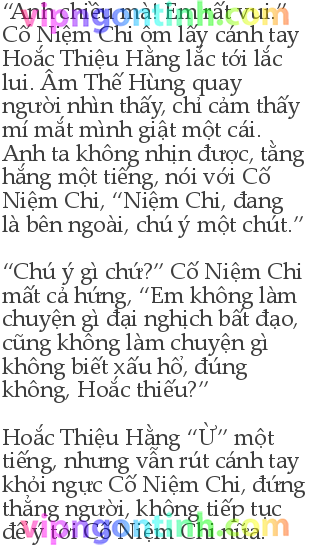 “Anh chiều mà! Em rất vui.”
vipngontinh.com
Cố Niệm Chi ôm lấy cánh tay
Hoắc Thiệu Hằng lắc tới lắc
lui. Âm Thế Hùng quay
người nhìn thấy, chỉ cảm thấy
mí mắt mình giật một cái.
Anh ta không nhịn được, tằng
hắng một tiếng, nói với Cố
Niệm Chi, “Niệm Chi, đang
là bên ngoài, chú ý một chút.”
“Chú ý gì chứ?” Cố Niệm Chi
mất cả hứng, “Em không làm
chuyện gì đại nghịch bất đạo,
cũng không làm chuyện gì
không biết xấu hổ, đúng
không, Hoắc thiếu?”
Hoắc Thiệu Hằng “Ừ” một
tiếng, nhưng vẫn rút cánh tay
khỏi ngực Cố Niệm Chi, đứng
thẳng người, không tiếp tục
để ý tới Cố Niệm Chi nữa.
vipngontinh.com